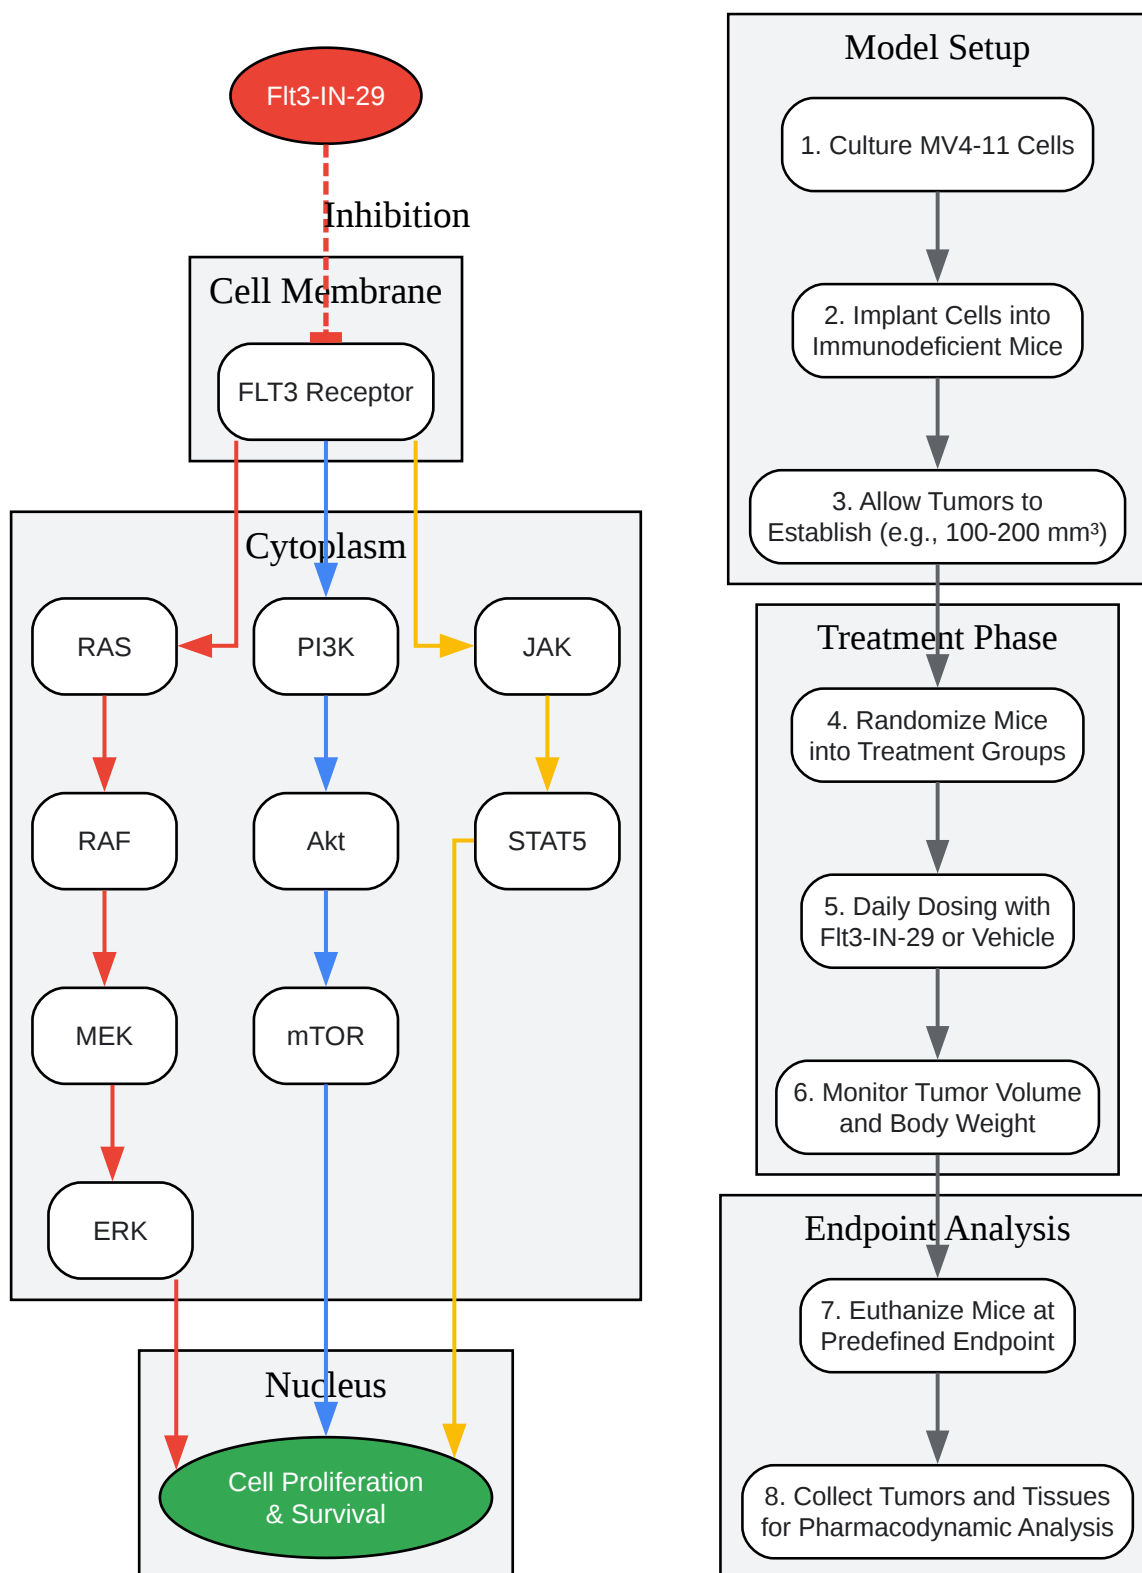 Flt3-IN-29
Inhibition
Cell Membrane
FLT3 Receptor
Cytoplasm
RAS
PI3K
JAK
RAF
Akt
STAT5
MEK
mTOR
ERK
Nucleus
Cell Proliferation
& Survival
Model Setup
1. Culture MV4-11 Cells
2. Implant Cells into
Immunodeficient Mice
3. Allow Tumors to
Establish (e.g., 100-200 mm³)
Treatment Phase
4. Randomize Mice
into Treatment Groups
5. Daily Dosing with
Flt3-IN-29 or Vehicle
6. Monitor Tumor Volume
and Body Weight
Endpoint Analysis
7. Euthanize Mice at
Predefined Endpoint
8. Collect Tumors and Tissues
for Pharmacodynamic Analysis